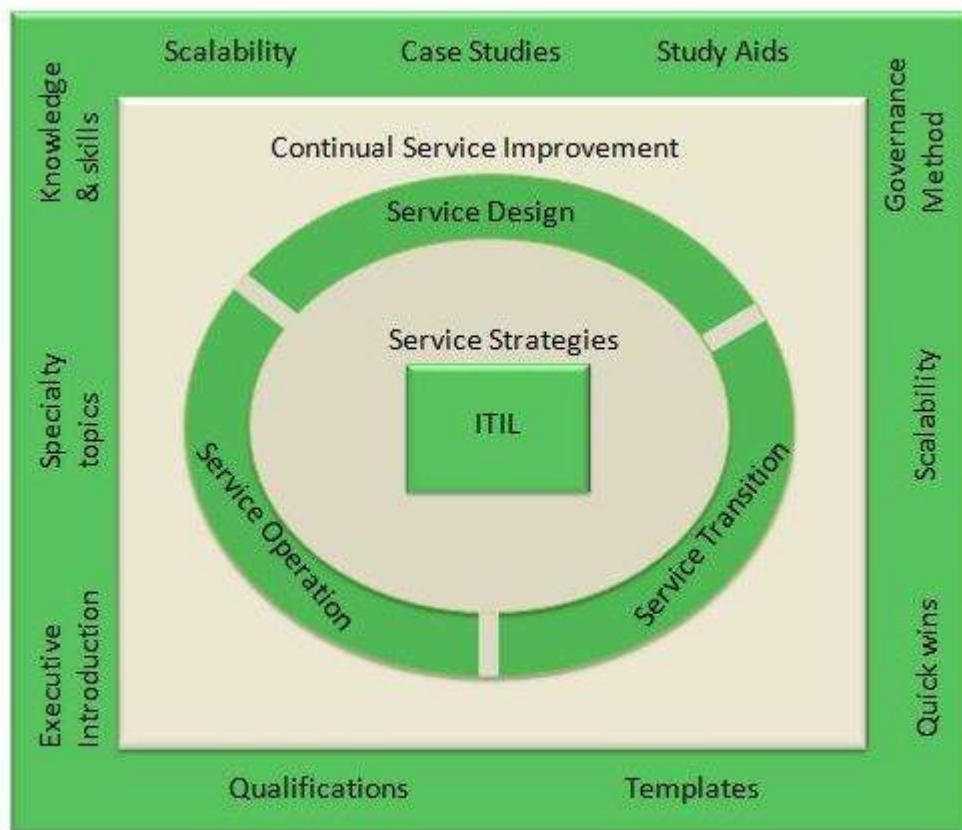 Scalability
Case Studies
Study Aids
Knowledge
& skills
Governance
Method
Continual Service Improvement
Service Design
Service Strategies
ITIL
Specialty
topics
Scalability
Service Operation
Service Transition
Executive
Introduction
Quick wins
Qualifications
Templates